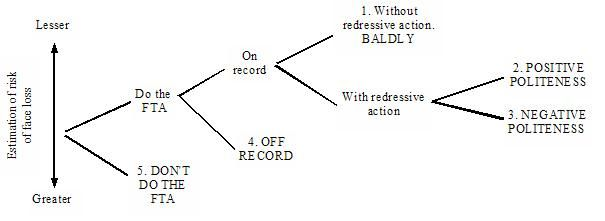 Lesser
Estimation of risk
of face loss
Greater
Do the
FTA
5. DON'T
DO THE
FTA
On
record
4. OFF
RECORD
1. Without
redressive action.
BALDLY
With redressive
action
2. POSITIVE
POLITENESS
3. NEGATIVE
POLITENESS